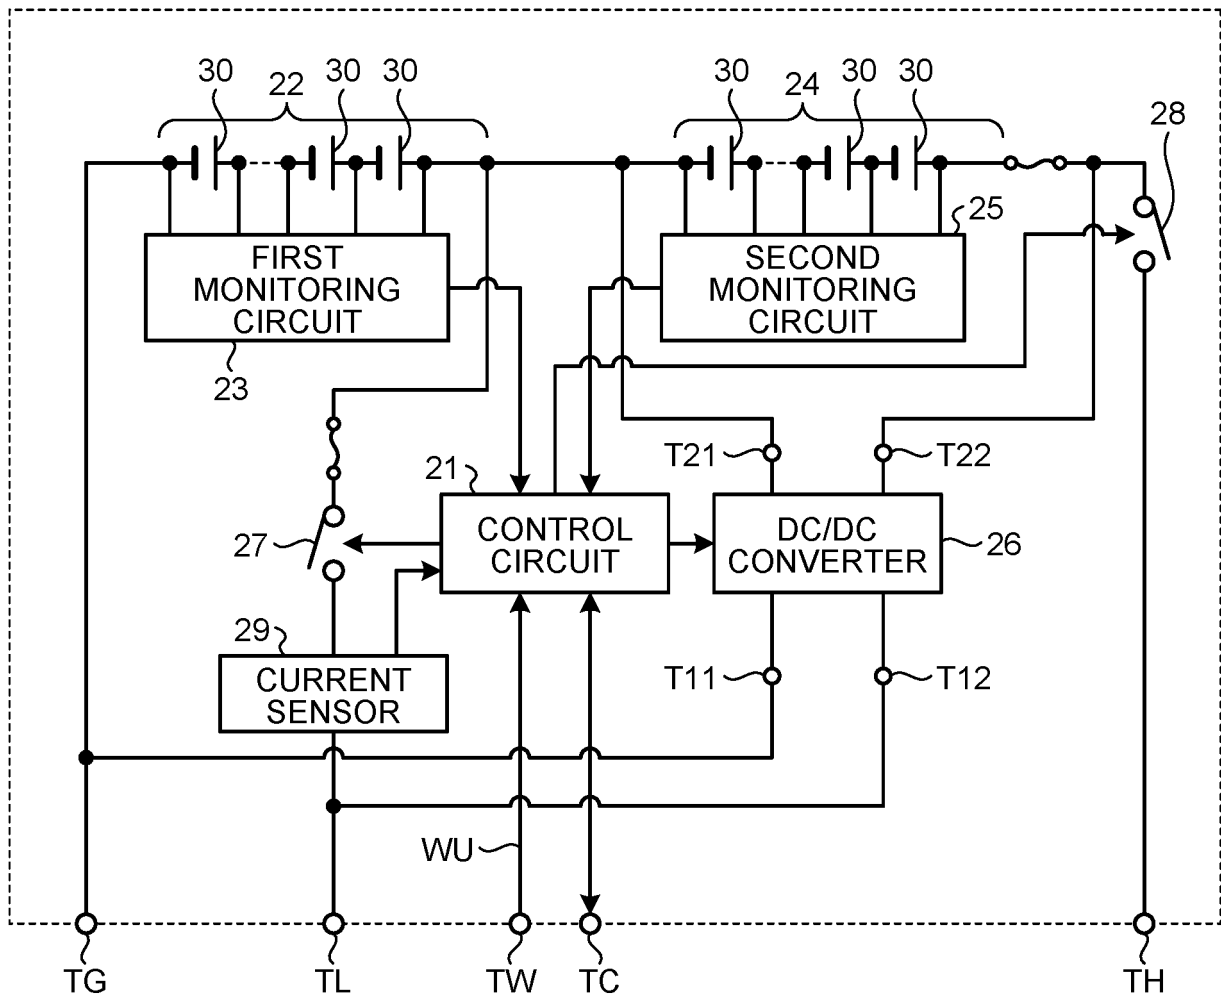 30
22
30
30
30
24
30
30
28
25
FIRST
MONITORING
CIRCUIT
SECOND
MONITORING
CIRCUIT
23
T21
T22
21
CONTROL
CIRCUIT
DC/DC
CONVERTER
27
26
29
CURRENT
SENSOR
T11
T12
WU
TG
TL
TW
TC
TH